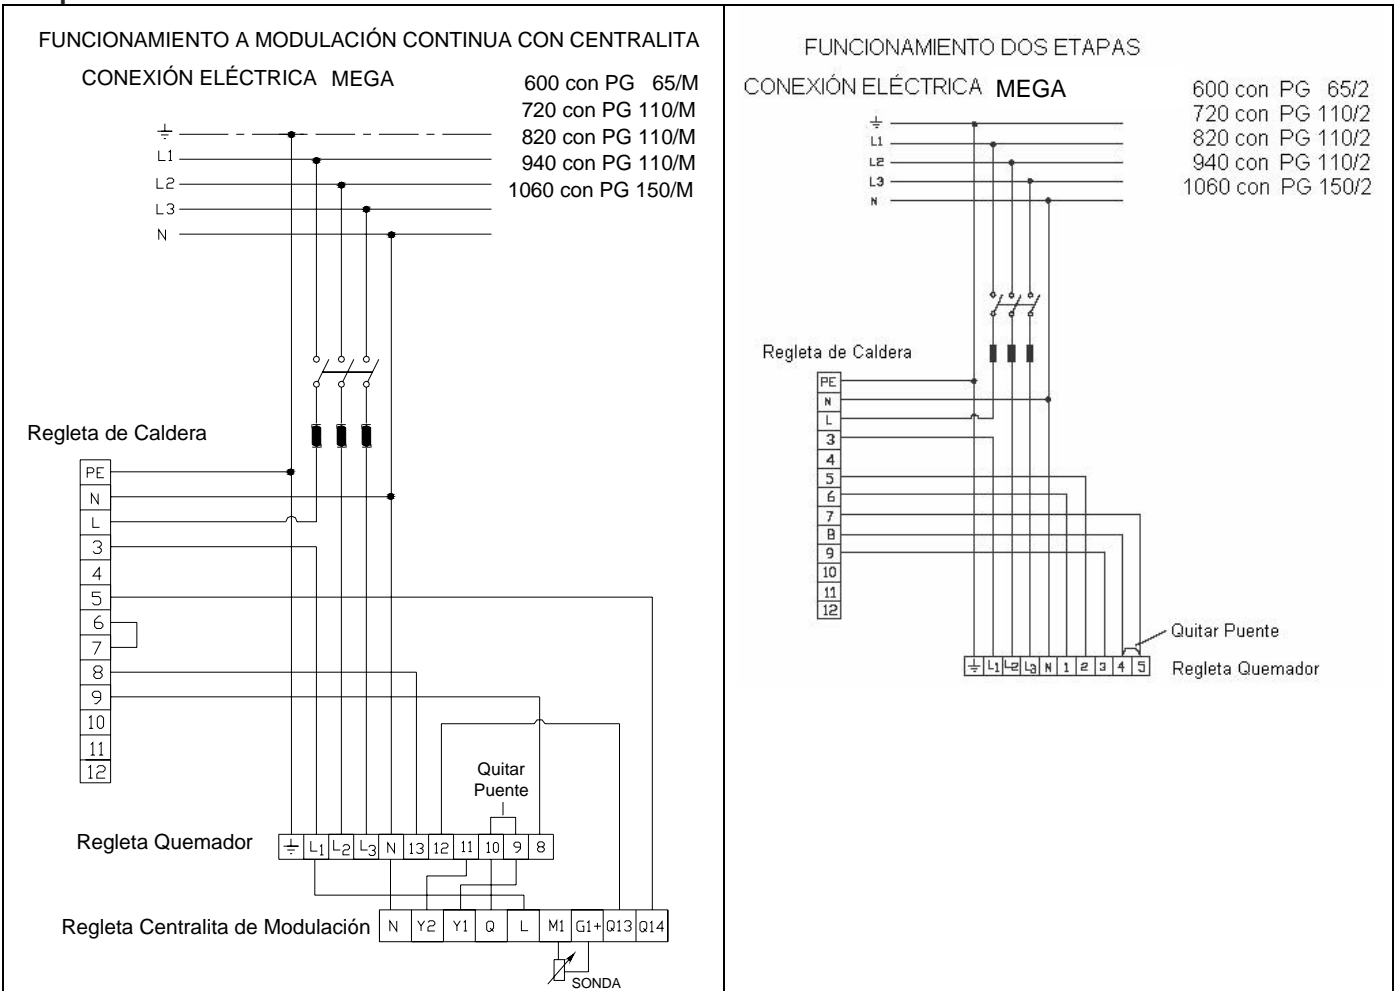 FUNCIONAMIENTO A MODULACIÓN CONTINUA CON CENTRALITA
CONEXIÓN ELÉCTRICA MEGA
600 con PG 65/M
720 con PG 110/M
820 con PG 110/M
940 con PG 110/M
1060 con PG 150/M
L1
L2
L3
N
Regleta de Caldera
PE
N
L
3
4
5
6
7
8
9
10
11
12
Quitar
Puente
Regleta Quemador
L1 L2 L3 N 13 12 11 10 9 8
Regleta Centralita de Modulación
N Y2 Y1 Q L M1 G1+ Q13 Q14
SONDA
FUNCIONAMIENTO DOS ETAPAS
CONEXIÓN ELÉCTRICA MEGA
600 con PG 65/2
720 con PG 110/2
820 con PG 110/2
940 con PG 110/2
1060 con PG 150/2
L1
L2
L3
N
Regleta de Caldera
PE
N
L
3
4
5
6
7
8
9
10
11
12
Quitar Puente
L1 L2 L3 N 1 2 3 4 5
Regleta Quemador